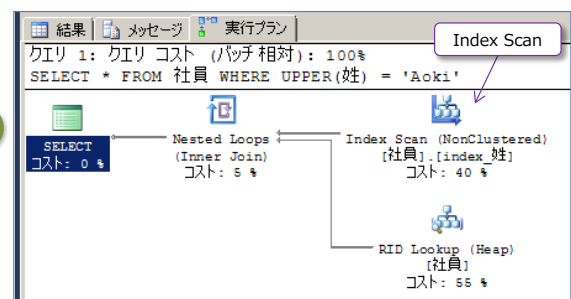 結果 メッセージ 実行プラン
Index Scan
クエリ 1: クエリ コスト (バッチ相対): 100%
SELECT * FROM 社員 WHERE UPPER(姓) = 'Aoki'
SELECT
コスト: 0 %
Nested Loops
(Inner Join)
コスト: 5 %
Index Scan (NonClustered)
[社員].[index_姓]
コスト: 40 %
RID Lookup (Heap)
[社員]
コスト: 55 %